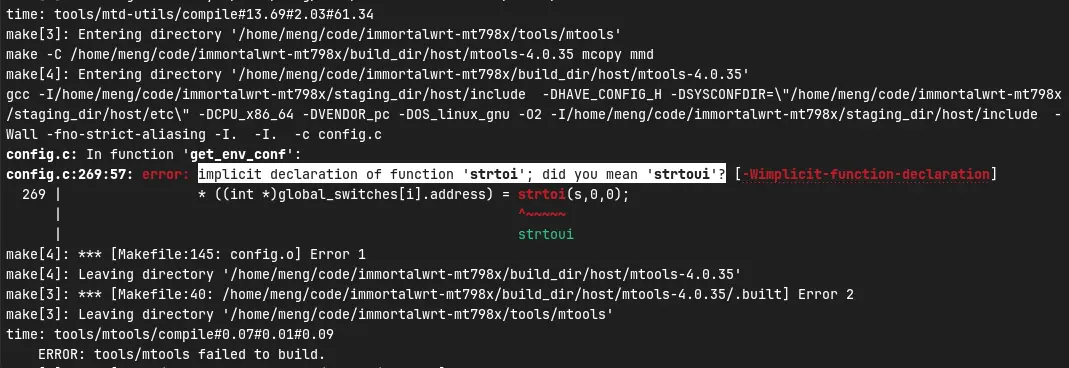 time: tools/mtd-utils/compile#13.69#2.03#61.34
make[3]: Entering directory '/home/meng/code/immortalwrt-mt798x/tools/mtools'
make -C /home/meng/code/immortalwrt-mt798x/build_dir/host/mtools-4.0.35 mcopy mmd
make[4]: Entering directory '/home/meng/code/immortalwrt-mt798x/build_dir/host/mtools-4.0.35'
gcc -I/home/meng/code/immortalwrt-mt798x/staging_dir/host/include  -DHAVE_CONFIG_H -DSYSCONFDIR=\"/home/meng/code/immortalwrt-mt798x
/staging_dir/host/etc\" -DCPU_x86_64 -DVENDOR_pc -DOS_linux_gnu -O2 -I/home/meng/code/immortalwrt-mt798x/staging_dir/host/include  -
Wall -fno-strict-aliasing -I.  -I.  -c config.c
config.c: In function 'get_env_conf':
config.c:269:57: error: implicit declaration of function 'strtoi'; did you mean 'strtoui'? [-Wimplicit-function-declaration]
  269 |                 * ((int *)global_switches[i].address) = strtoi(s,0,0);
      |                                                         ^~~~~~
      |                                                         strtoui
make[4]: *** [Makefile:145: config.o] Error 1
make[4]: Leaving directory '/home/meng/code/immortalwrt-mt798x/build_dir/host/mtools-4.0.35'
make[3]: *** [Makefile:40: /home/meng/code/immortalwrt-mt798x/build_dir/host/mtools-4.0.35/.built] Error 2
make[3]: Leaving directory '/home/meng/code/immortalwrt-mt798x/tools/mtools'
time: tools/mtools/compile#0.07#0.01#0.09
    ERROR: tools/mtools failed to build.